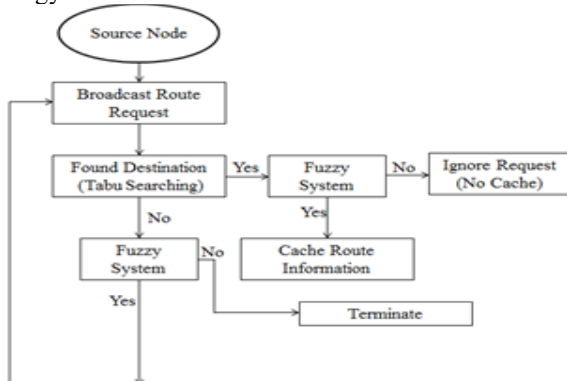 Source Node
Broadcast Route
Request
Found Destination
(Tabu Searching)
Yes
Fuzzy
System
No
Ignore Request
(No Cache)
No
Yes
Fuzzy
System
No
Cache Route
Information
Yes
Terminate